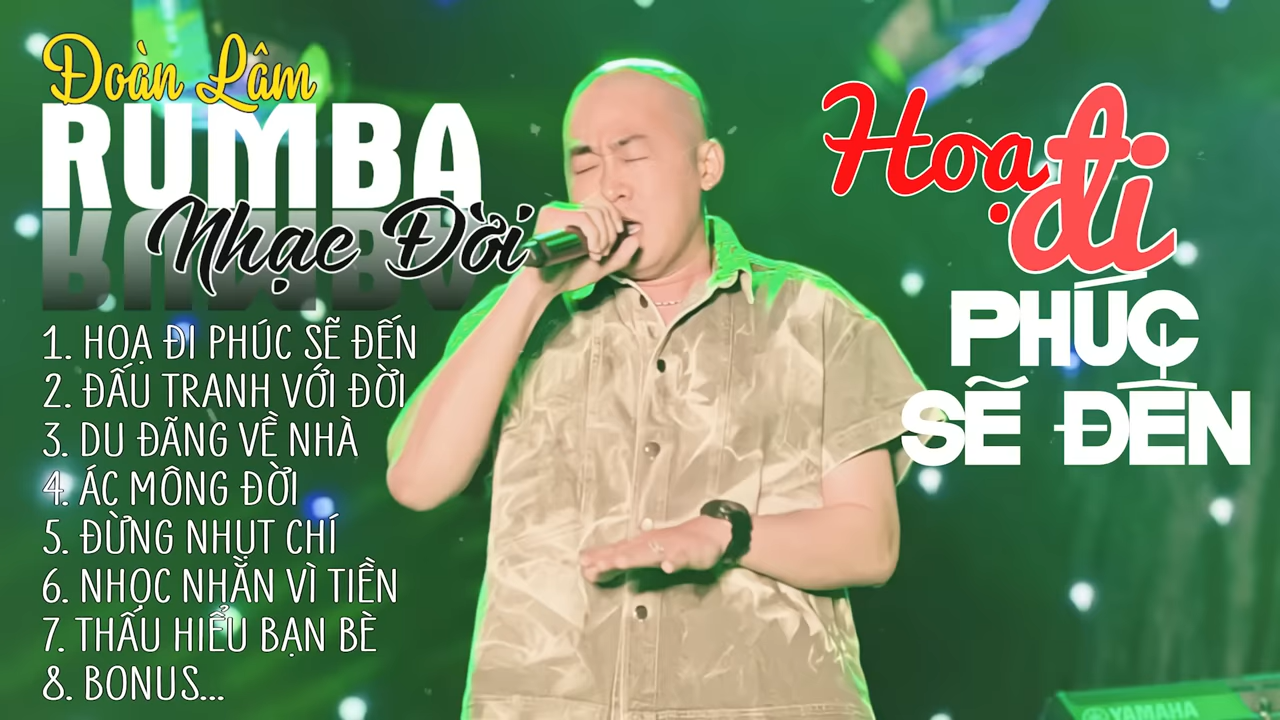 Đoàn Lâm
RUMBA
Nhạc Đời
1. HOẠ ĐI PHÚC SẼ ĐẾN
2. ĐẤU TRANH VỚI ĐỜI
3. DU ĐÃNG VỀ NHÀ
4. ÁC MÔNG ĐỜI
5. ĐỪNG NHỤT CHÍ
6. NHỌC NHẰN VÌ TIỀN
7. THẤU HIỂU BẠN BÈ
8. BONUS...
Hoạ đi
PHÚC
SẼ ĐẾN
YAMAHA